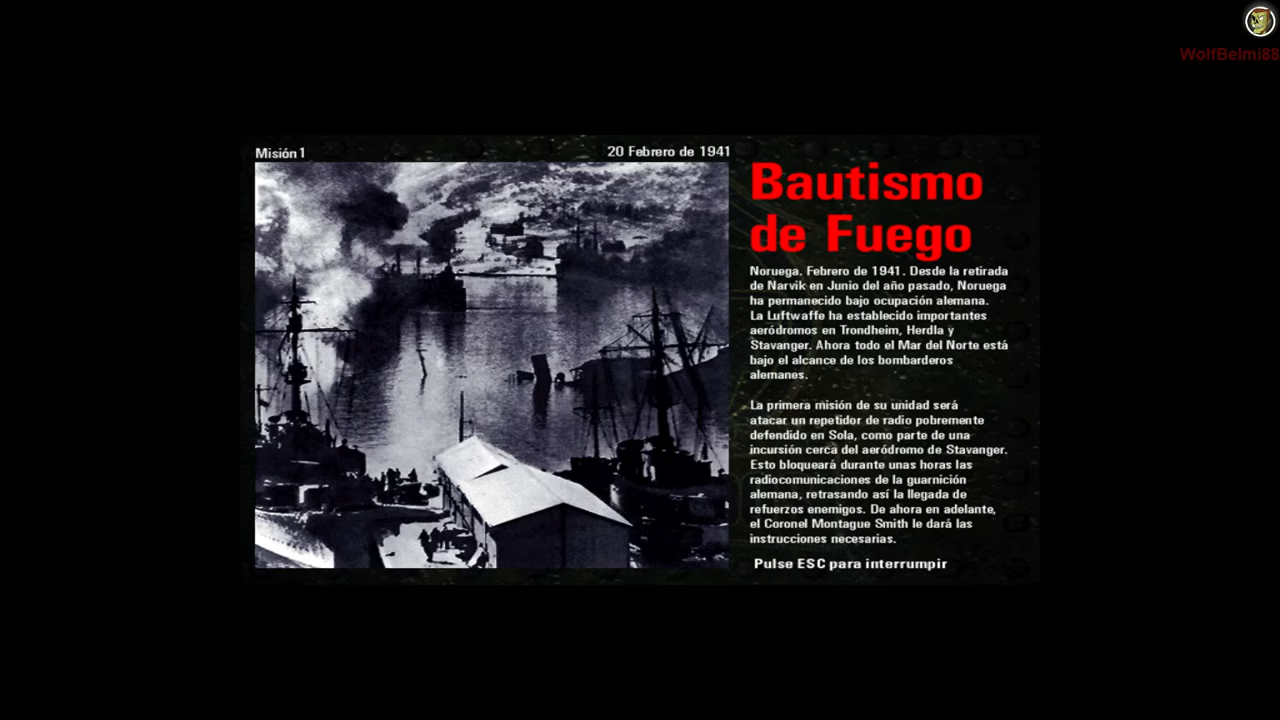 WolfBelmi88
Misión 1
20 Febrero de 1941
Bautismo
de Fuego
Noruega. Febrero de 1941. Desde la retirada
de Narvik en Junio del año pasado, Noruega
ha permanecido bajo ocupación alemana.
La Luftwaffe ha establecido importantes
aeródromos en Trondheim, Herdla y
Stavanger. Ahora todo el Mar del Norte está
bajo el alcance de los bombarderos
alemanes.
La primera misión de su unidad será
atacar un repetidor de radio pobremente
defendido en Sola, como parte de una
incursión cerca del aeródromo de Stavanger.
Esto bloqueará durante unas horas las
radiocomunicaciones de la guarnición
alemana, retrasando así la llegada de
refuerzos enemigos. De ahora en adelante,
el Coronel Montague Smith le dará las
instrucciones necesarias.
Pulse ESC para interrumpir